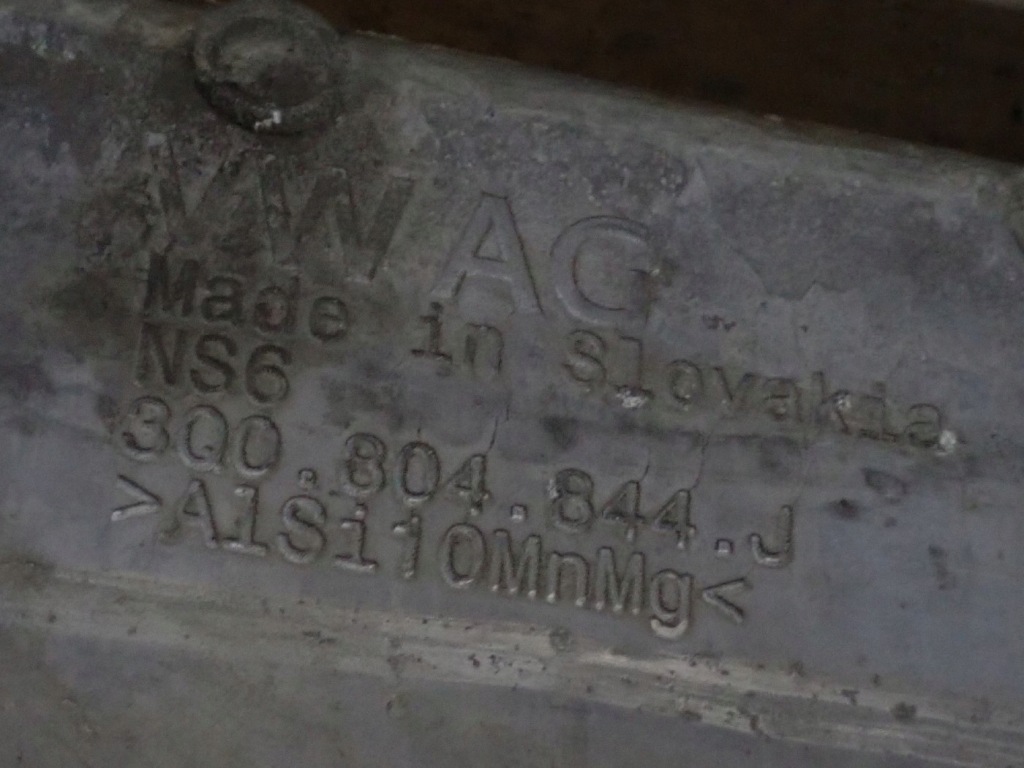 VW AG
Made in Slovakia
NS6
3Q0.804.844.J
>AlSi10MnMg<